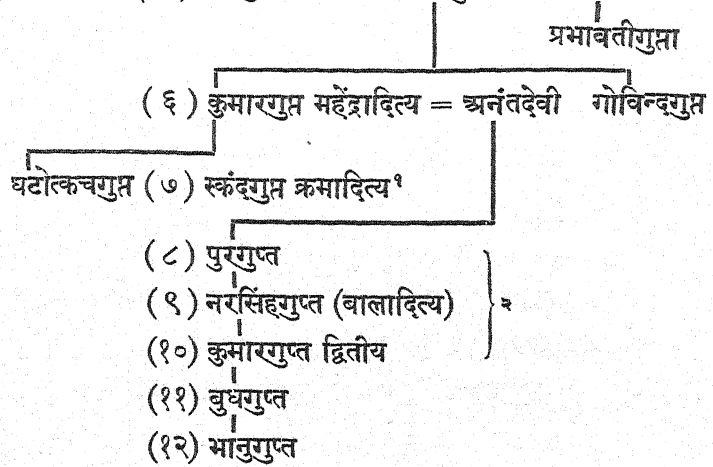 प्रभावतीगुप्ता
( ६ ) कुमारगुप्त महेंद्रादित्य = अनंतदेवी गोविन्दगुप्त
घटोत्कचगुप्त ( ७ ) स्कंदगुप्त क्रमादित्य१
(८) पुरगुप्त
(९) नरसिंहगुप्त (बालादित्य) २
(१०) कुमारगुप्त द्वितीय
(११) बुधगुप्त
(१२) भानुगुप्त